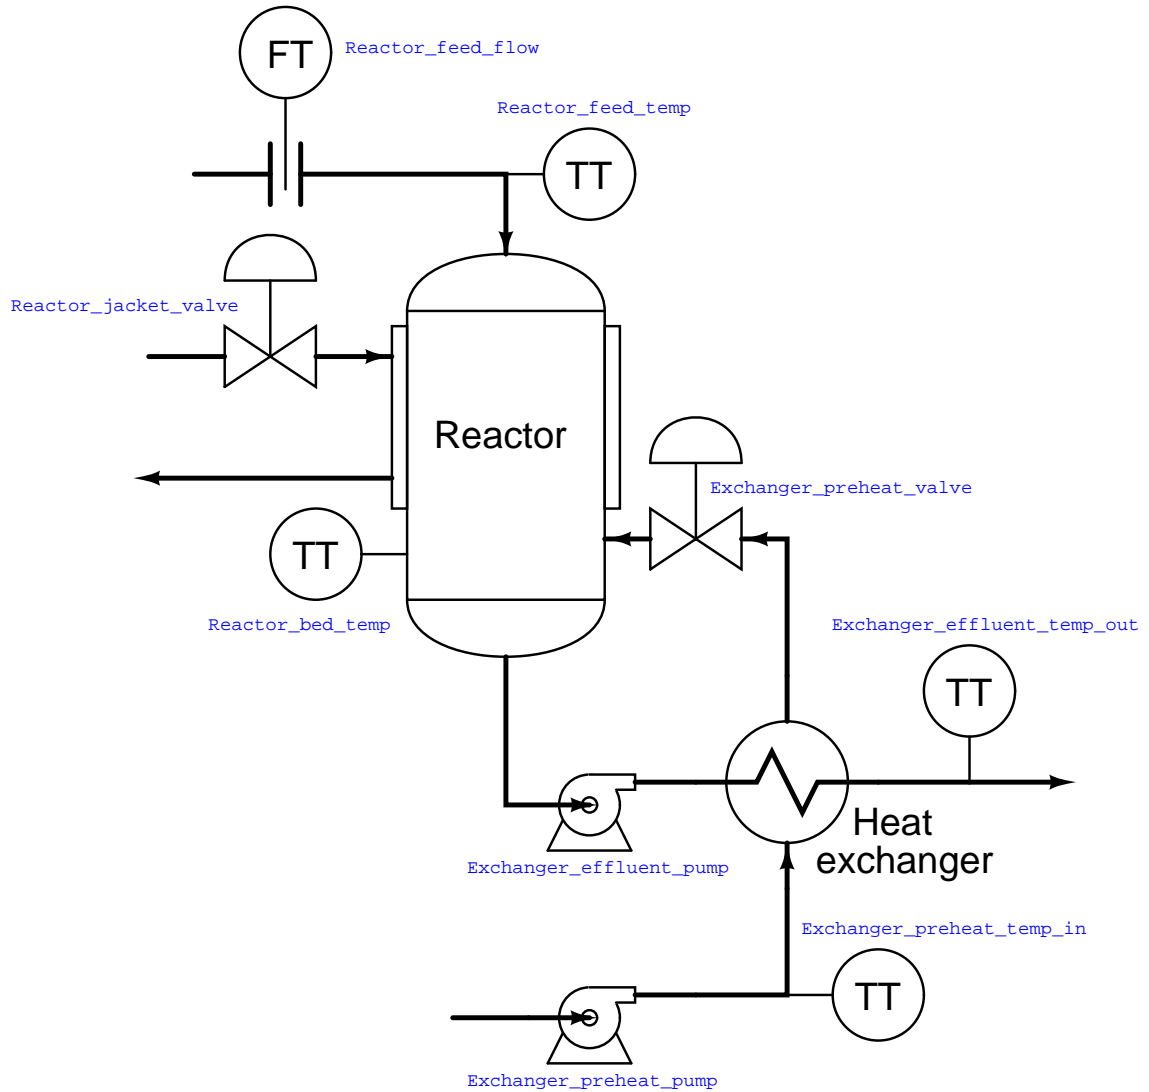 FT
Reactor_feed_flow
Reactor_feed_temp
TT
Reactor_jacket_valve
Reactor
Exchanger_preheat_valve
TT
Reactor_bed_temp
Exchanger_effluent_temp_out
TT
Heat
exchanger
Exchanger_effluent_pump
Exchanger_preheat_temp_in
TT
Exchanger_preheat_pump